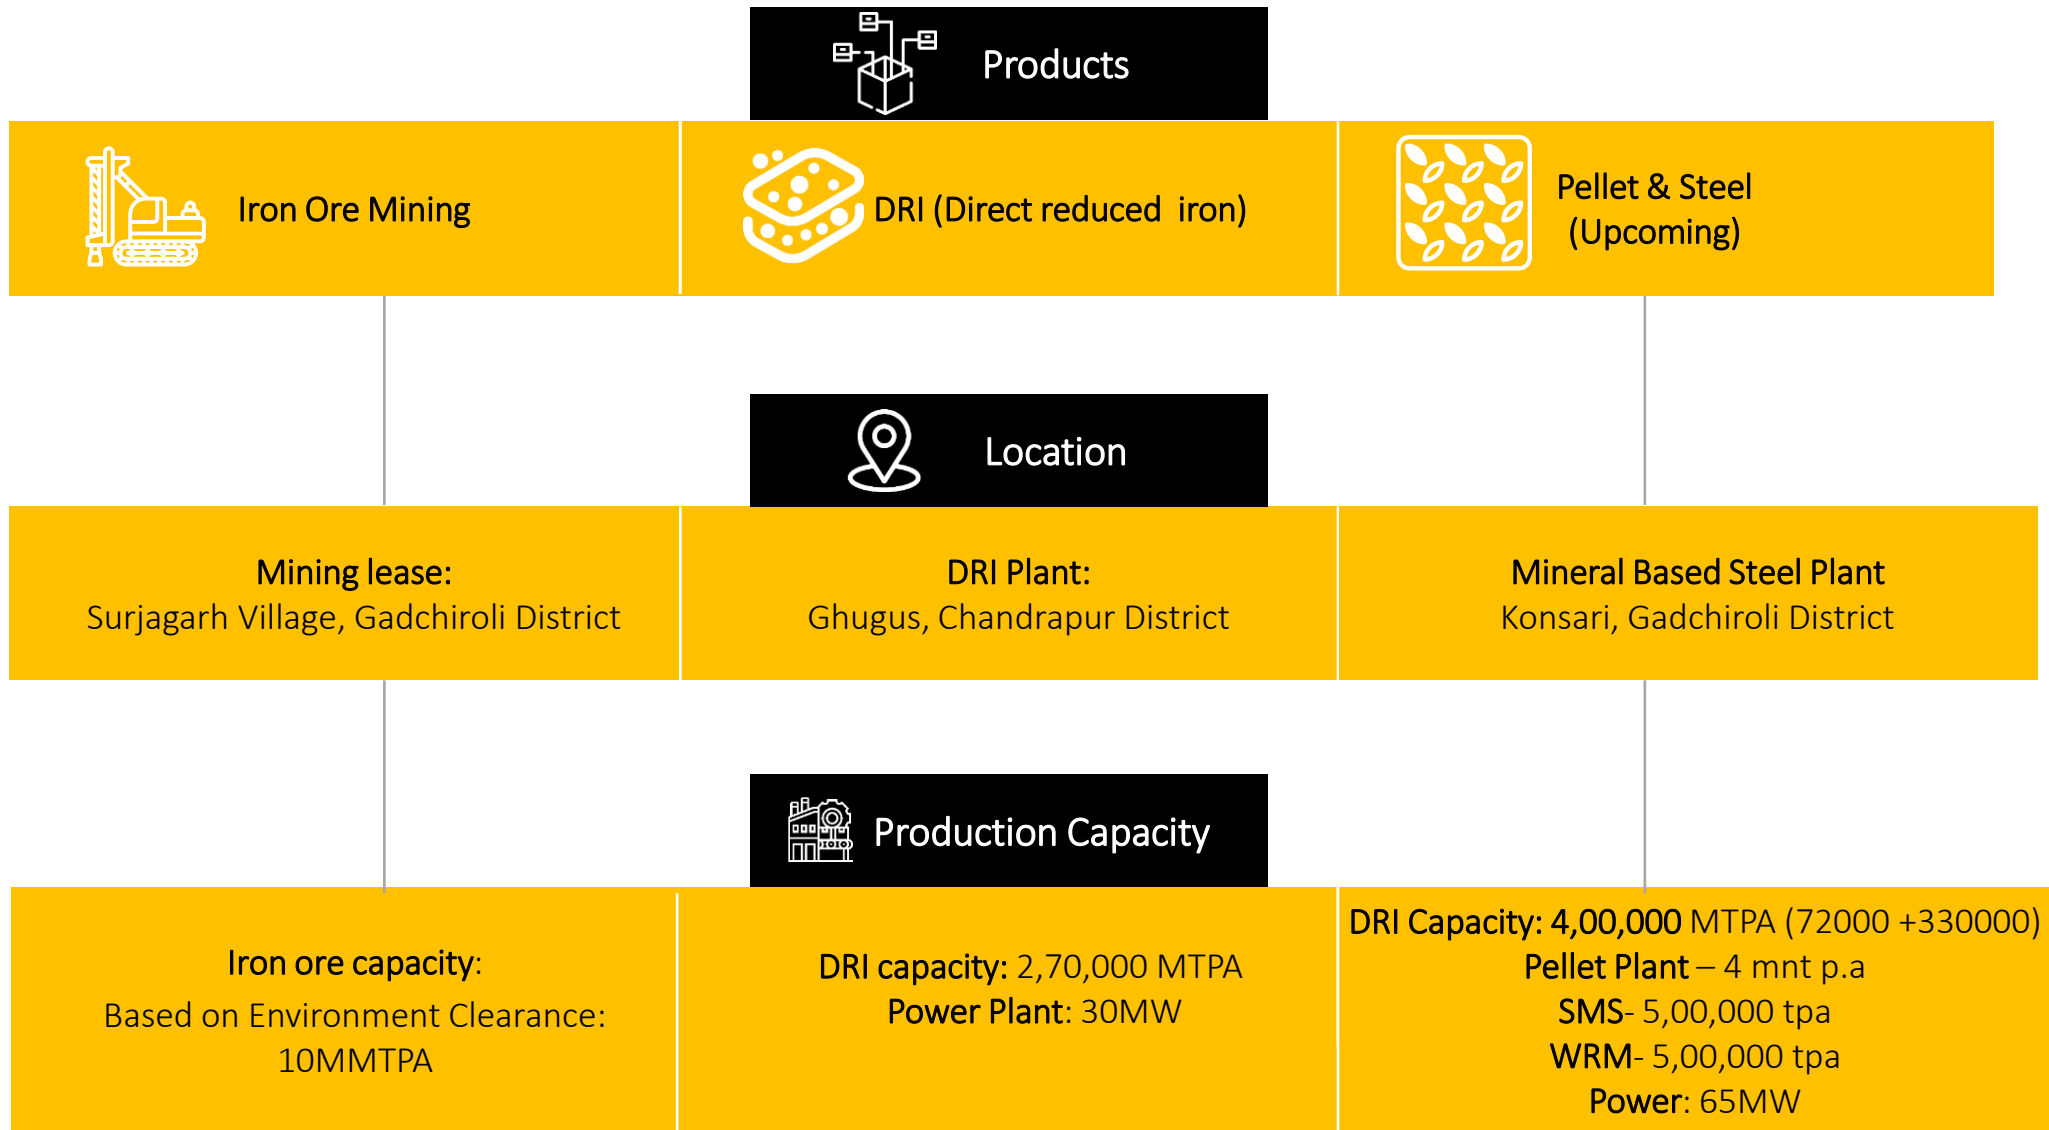 Products
Iron Ore Mining
DRI (Direct reduced  iron)
Pellet & Steel
(Upcoming)
Location
Mining lease:
Surjagarh Village, Gadchiroli District
DRI Plant:
Ghugus, Chandrapur District
Mineral Based Steel Plant
Konsari, Gadchiroli District
Production Capacity
Iron ore capacity:
Based on Environment Clearance:
10MMTPA
DRI capacity: 2,70,000 MTPA
Power Plant: 30MW
DRI Capacity: 4,00,000 MTPA (72000 +330000)
Pellet Plant – 4 mnt p.a
SMS- 5,00,000 tpa
WRM- 5,00,000 tpa
Power: 65MW